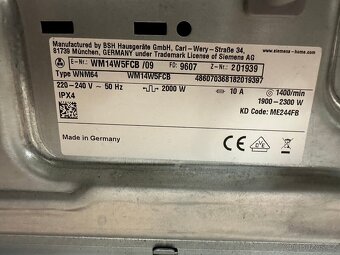 Manufactured by BSH Hausgeräte GmbH, Carl-Wery-Straße 34,
81739 München, Germany under Trademark License of Siemens AG
www.siemens-home.com
WM14W5FCB /09 FD: 9607 Z-Nr.: 201939
Type WNM64 WM14W5FCB 486070368182019397
220-240 V ~ 50 Hz 2000 W 10 A 1400/min
IPX4 1900-2300 W
KD Code: ME244FB
Made in Germany
CE